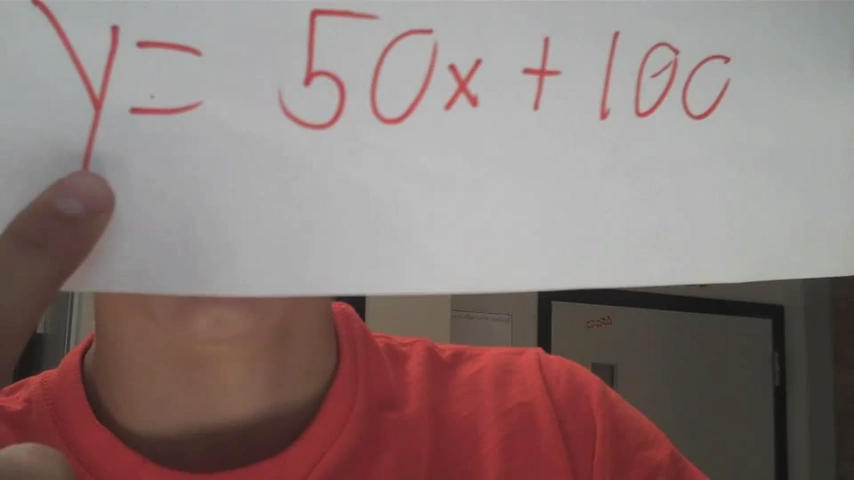 y = 50x + 100